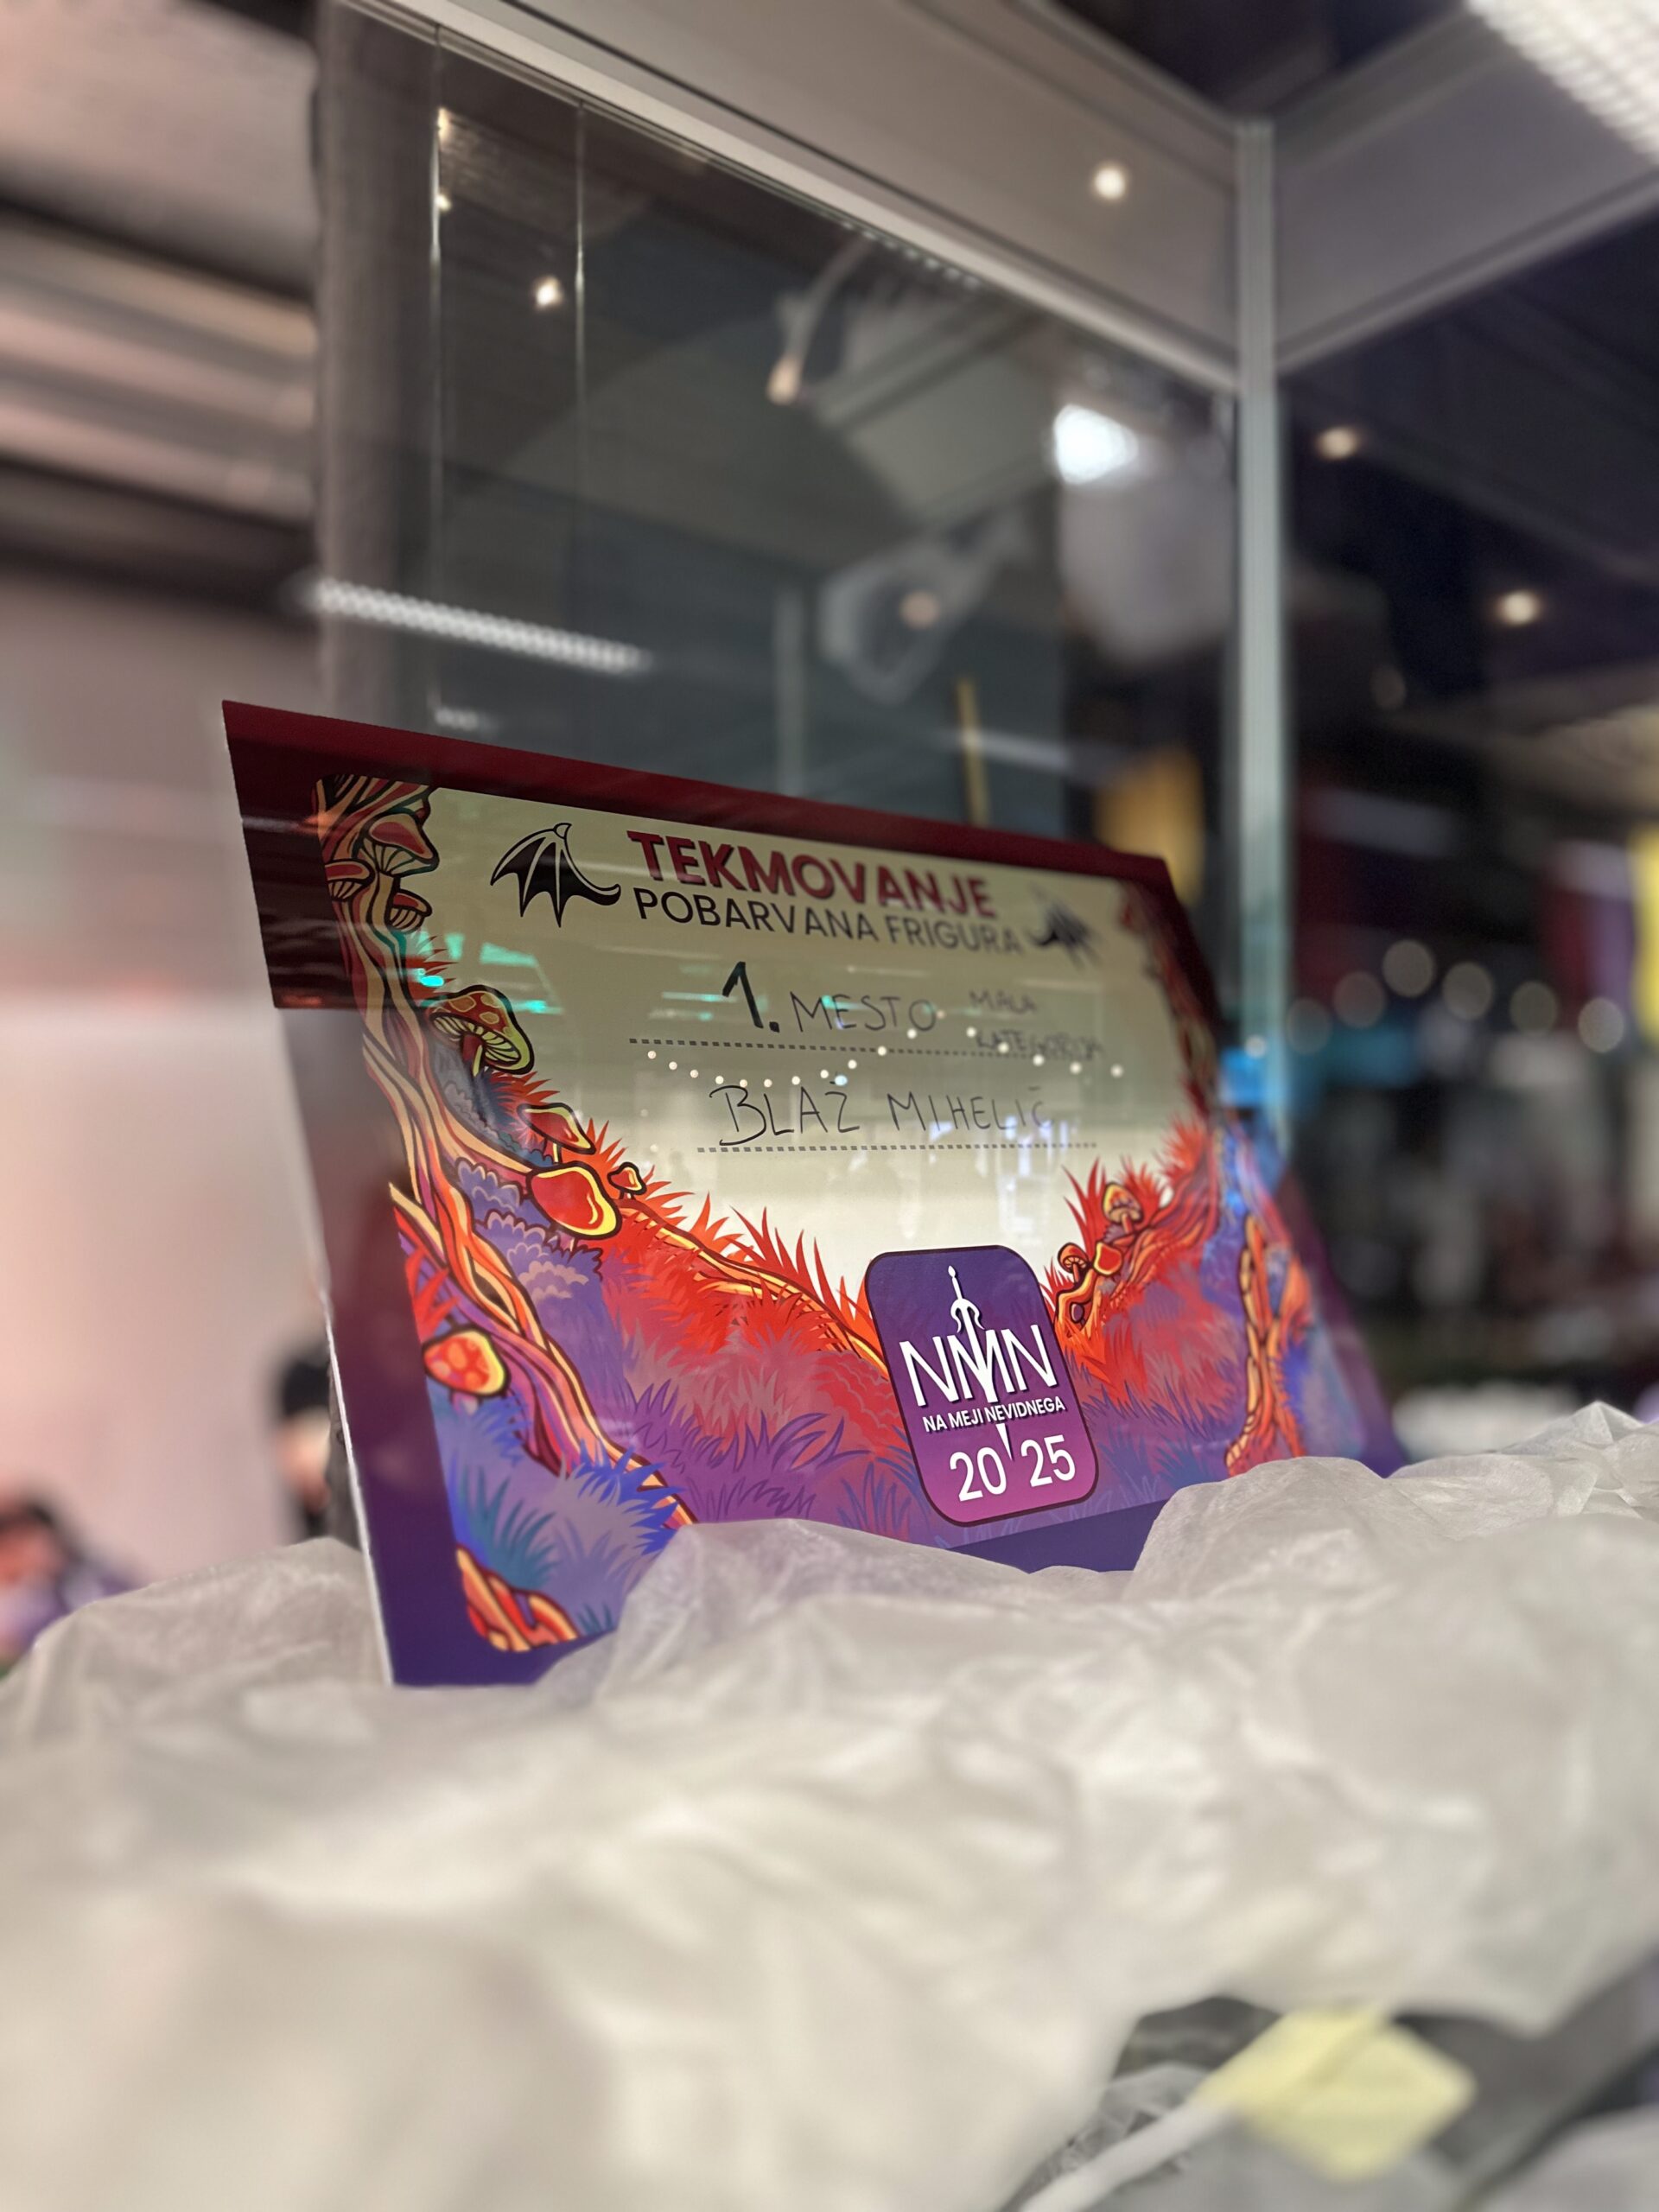 TEKMOVANJE
POBARVANA FRIGURA
1. MESTO MALA
KATEGORIJA
BLAŽ MIHELIČ
NMN
NA MEJI NEVIDNEGA
2025